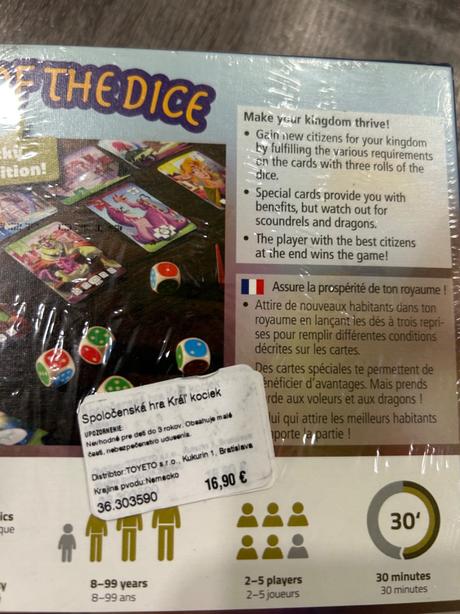 OF THE DICE
Make your kingdom thrive!
• Gain new citizens for your kingdom
by fulfilling the various requirements
on the cards with three rolls of the
dice.
• Special cards provide you with
benefits, but watch out for
scoundrels and dragons.
• The player with the best citizens
at the end wins the game!
Assure la prospérité de ton royaume !
• Attire de nouveaux habitants dans ton
royaume en lançant les dés à trois repri-
ses pour remplir différentes conditions
décrites sur les cartes.
Des cartes spéciales te permettent de
bénéficier d'avantages. Mais prends
garde aux voleurs et aux dragons !
lui qui attire les meilleurs habitants
mporte la partie !
Spoločenská hra Kráľ kociek
UPOZORNENIE:
Nevhodné pre deti do 3 rokov. Obsahuje malé
časti, nebezpečenstvo udusenia.
Distribtor:TOYETO s.r.o., Kukurin 1, Bratislava
Krajina pvodu:Nemecko
36.303590
16,90 €
8–99 years
8–99 ans
2–5 players
2–5 joueurs
30'
30 minutes
30 minutes